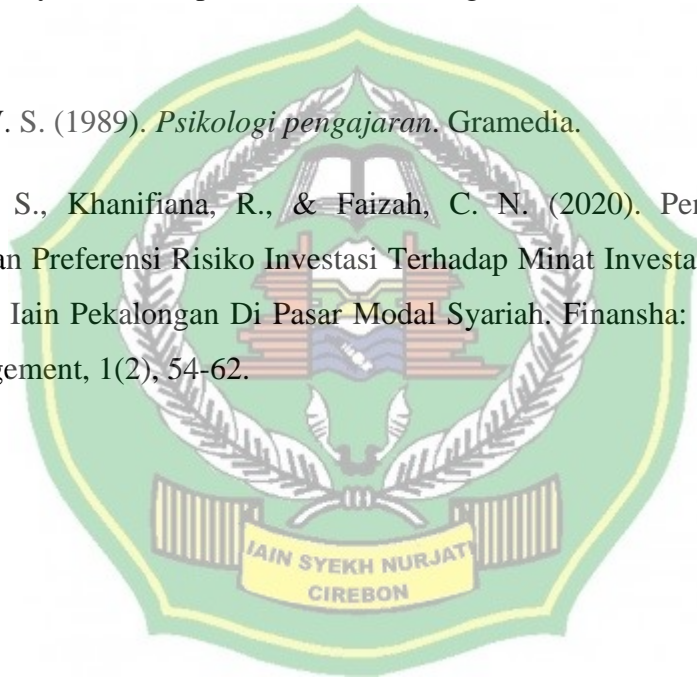 . S. (1989). Psikologi pengajaran. Gramedia.
S., Khanifiana, R., & Faizah, C. N. (2020). Per
an Preferensi Risiko Investasi Terhadap Minat Investa
Iain Pekalongan Di Pasar Modal Syariah. Finansha:
gement, 1(2), 54-62.
IAIN SYEKH NURJATI
CIREBON